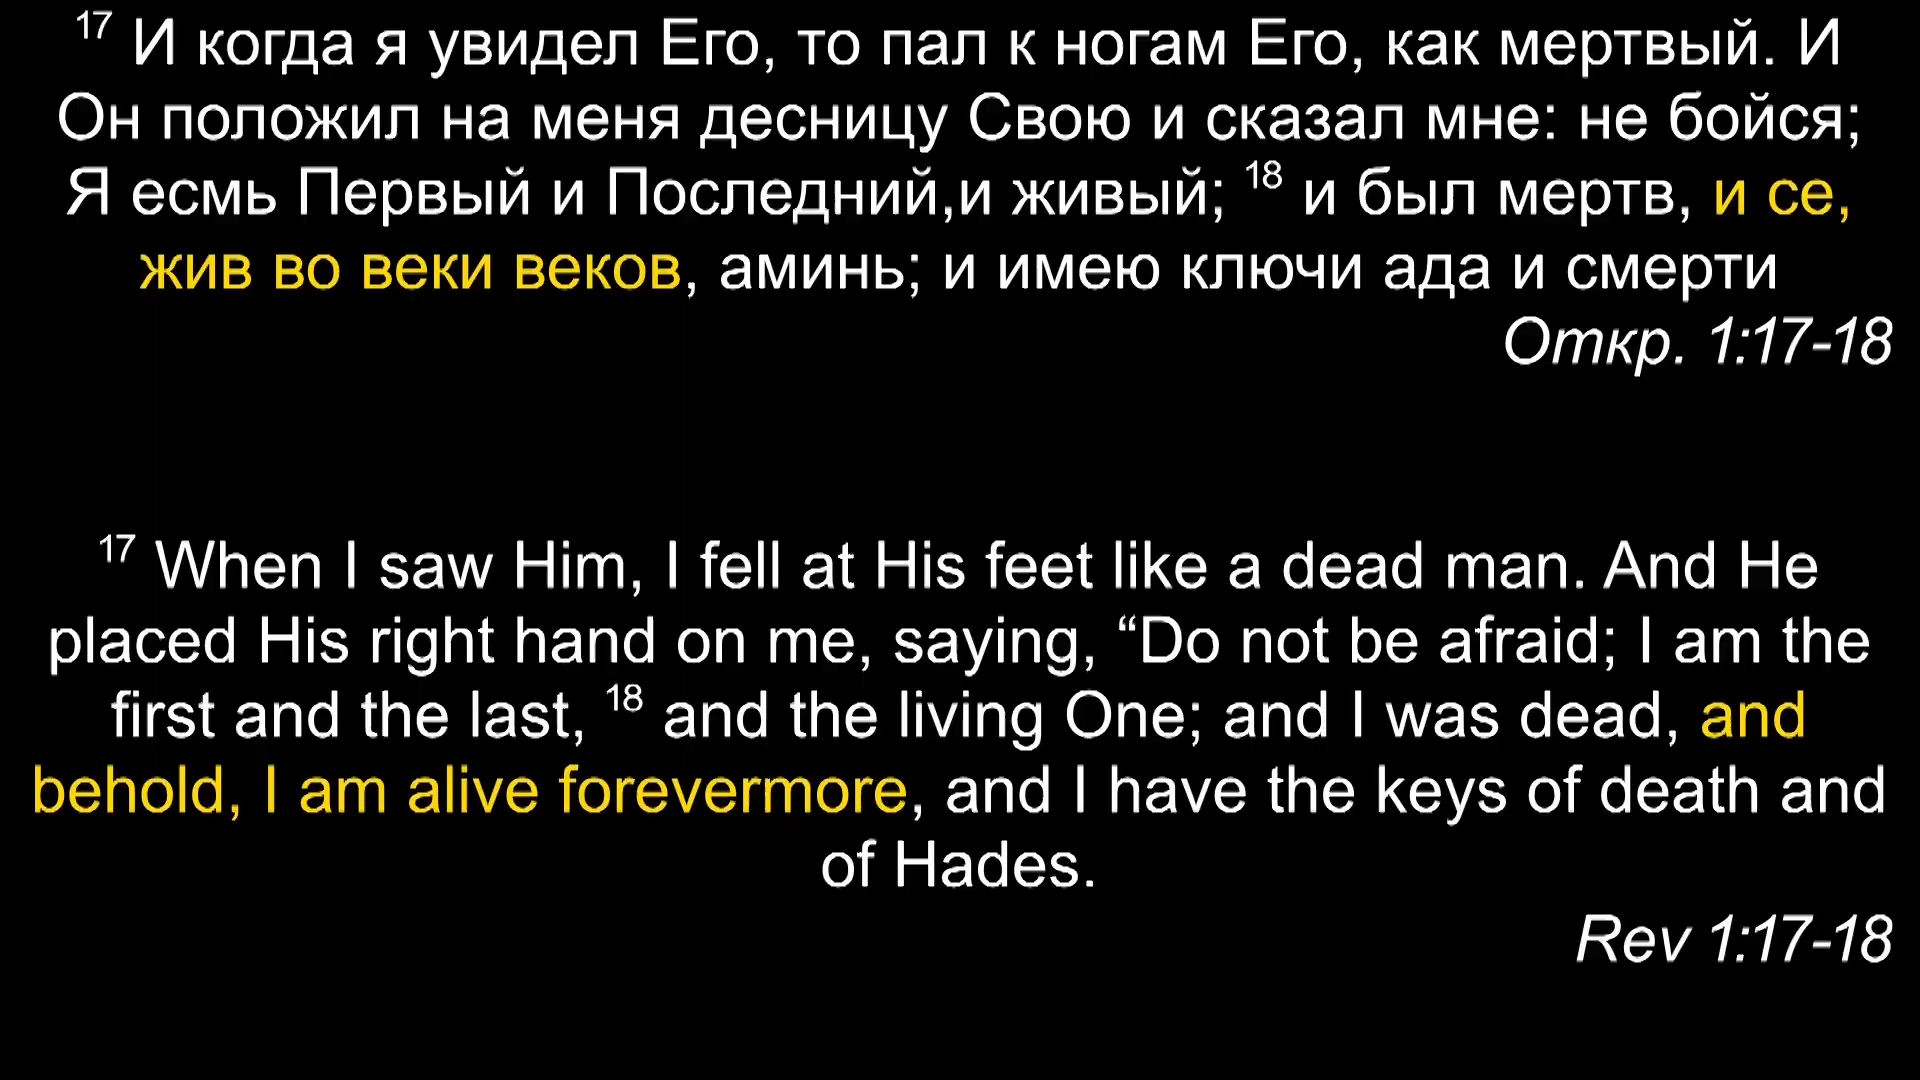 17 И когда я увидел Его, то пал к ногам Его, как мертвый. И
Он положил на меня десницу Свою и сказал мне: не бойся;
Я есмь Первый и Последний,и живый; 18 и был мертв, и се,
жив во веки веков, аминь; и имею ключи ада и смерти
Откр. 1:17-18
17 When I saw Him, I fell at His feet like a dead man. And He
placed His right hand on me, saying, “Do not be afraid; I am the
first and the last, 18 and the living One; and I was dead, and
behold, I am alive forevermore, and I have the keys of death and
of Hades.
Rev 1:17-18